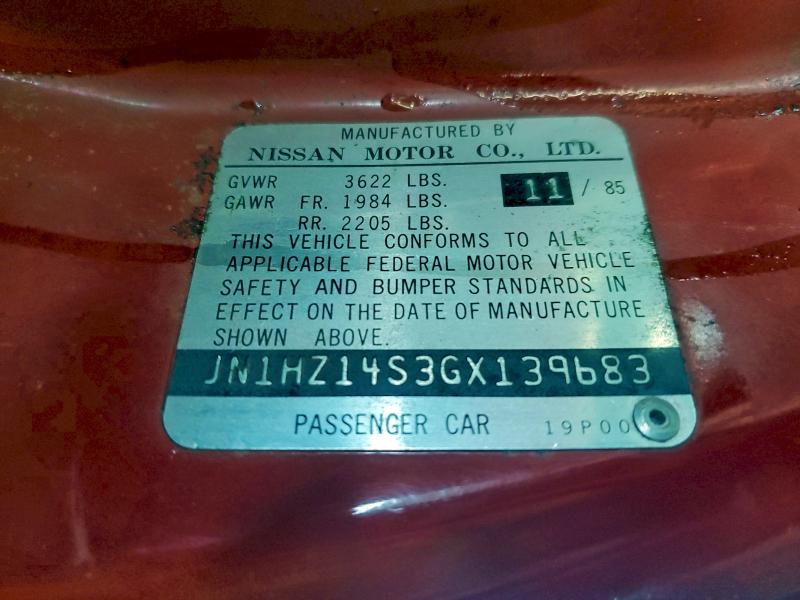 MANUFACTURED BY
NISSAN MOTOR CO., LTD.
GVWR 3622 LBS. 11 / 85
GAWR FR. 1984 LBS.
RR. 2205 LBS.
THIS VEHICLE CONFORMS TO ALL
APPLICABLE FEDERAL MOTOR VEHICLE
SAFETY AND BUMPER STANDARDS IN
EFFECT ON THE DATE OF MANUFACTURE
SHOWN ABOVE.
JN1HZ14S3GX139683
PASSENGER CAR 19P00